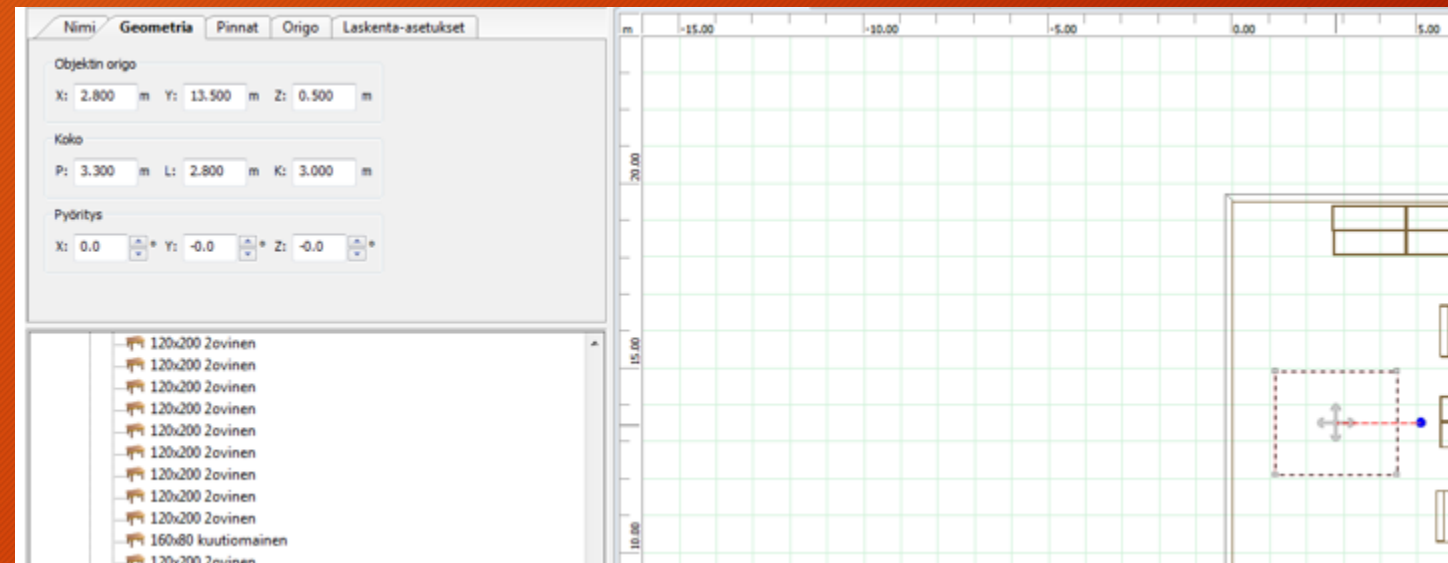 Nimi Geometria Pinnat Origo Laskenta-asetukset
Objektin origo
X: 2.800 m Y: 13.500 m Z: 0.500 m
Koko
P: 3.300 m L: 2.800 m K: 3.000 m
Pyöritys
X: 0.0 ° Y: -0.0 ° Z: -0.0 °
120x200 2ovinen
120x200 2ovinen
120x200 2ovinen
120x200 2ovinen
120x200 2ovinen
120x200 2ovinen
120x200 2ovinen
120x200 2ovinen
120x200 2ovinen
160x80 kuutiomainen
120x200 2ovinen
m -15.00 -10.00 -5.00 0.00 5.00
20.00
15.00
10.00